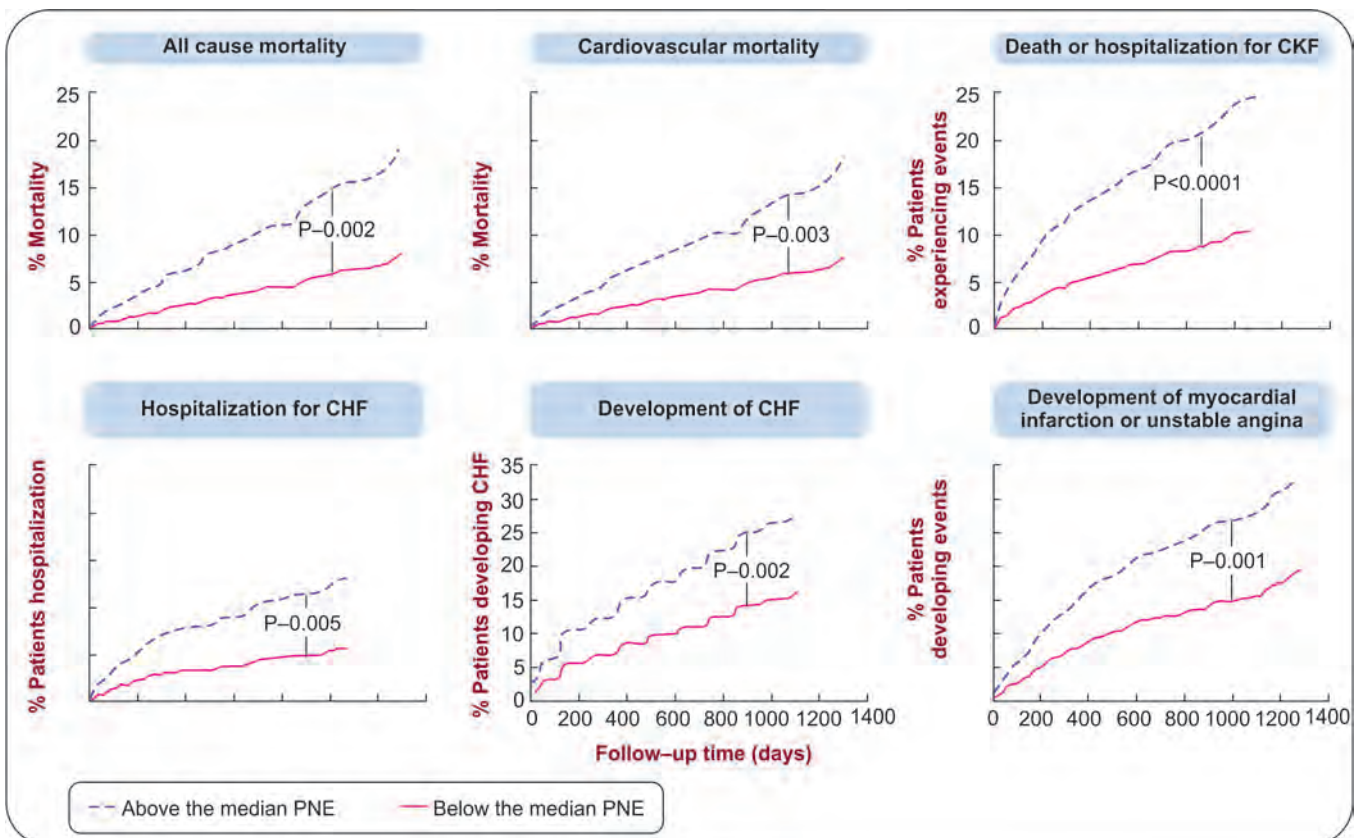 All cause mortality
% Mortality
25
20
15
10
5
0
P–0.002
Cardiovascular mortality
% Mortality
P–0.003
Death or hospitalization for CKF
% Patients
experiencing events
25
20
15
10
5
0
P<0.0001
Hospitalization for CHF
% Patients hospitalization
P–0.005
Development of CHF
% Patients developing CHF
35
30
25
20
15
10
5
0
P–0.002
0 200 400 600 800 1000 1200 1400
Follow–up time (days)
Development of myocardial
infarction or unstable angina
% Patients
developing events
P–0.001
0 200 400 600 800 1000 1200 1400
Above the median PNE
Below the median PNE